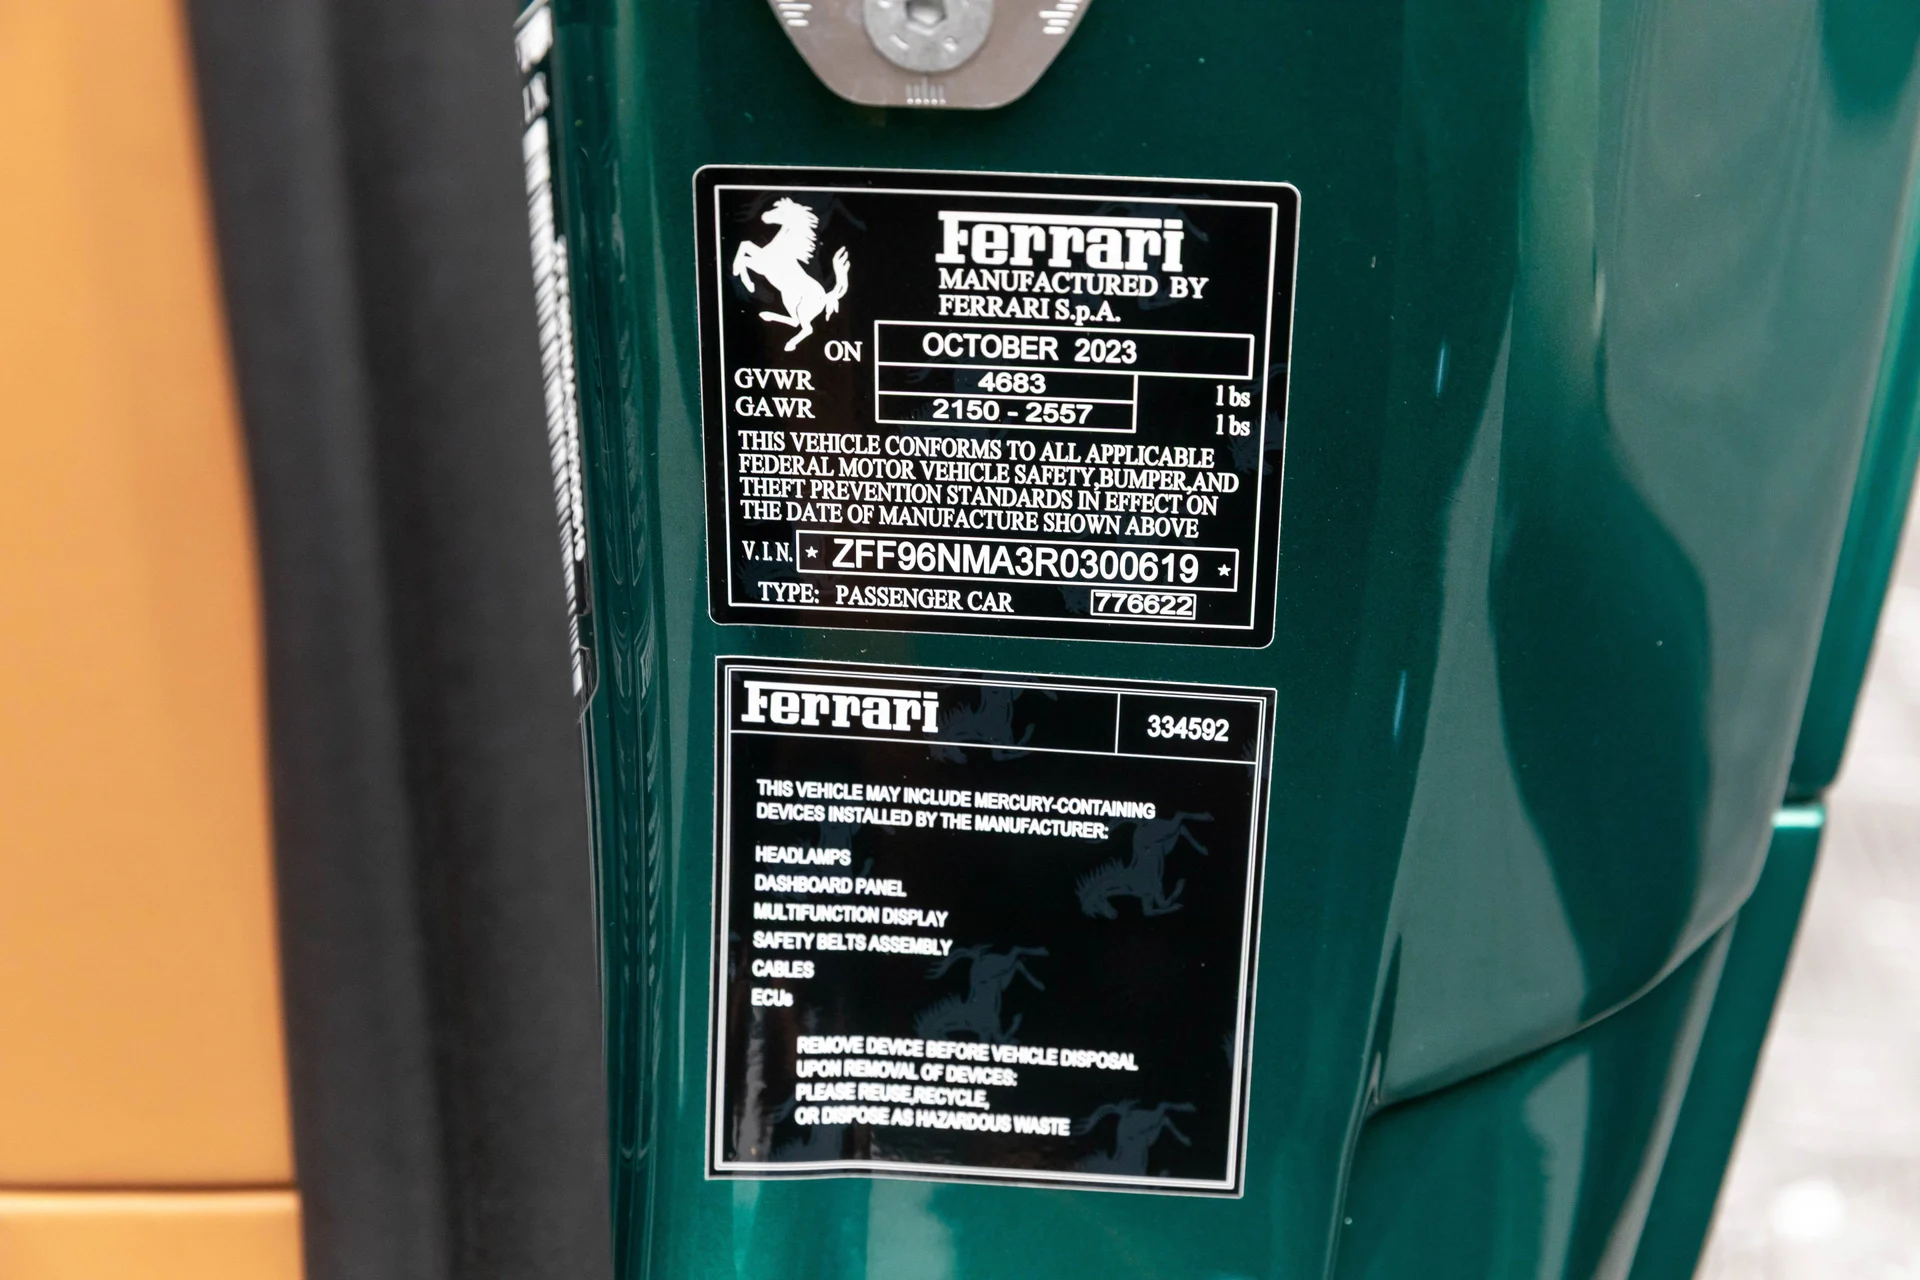 Ferrari
MANUFACTURED BY
FERRARI S.p.A.
ON OCTOBER 2023
GVWR 4683 lbs
GAWR 2150 - 2557 lbs
THIS VEHICLE CONFORMS TO ALL APPLICABLE
FEDERAL MOTOR VEHICLE SAFETY,BUMPER,AND
THEFT PREVENTION STANDARDS IN EFFECT ON
THE DATE OF MANUFACTURE SHOWN ABOVE
V.I.N. * ZFF96NMA3R0300619 *
TYPE: PASSENGER CAR 776622
Ferrari 334592
THIS VEHICLE MAY INCLUDE MERCURY-CONTAINING
DEVICES INSTALLED BY THE MANUFACTURER:
HEADLAMPS
DASHBOARD PANEL
MULTIFUNCTION DISPLAY
SAFETY BELTS ASSEMBLY
CABLES
ECUs
REMOVE DEVICE BEFORE VEHICLE DISPOSAL
UPON REMOVAL OF DEVICES:
PLEASE REUSE,RECYCLE,
OR DISPOSE AS HAZARDOUS WASTE